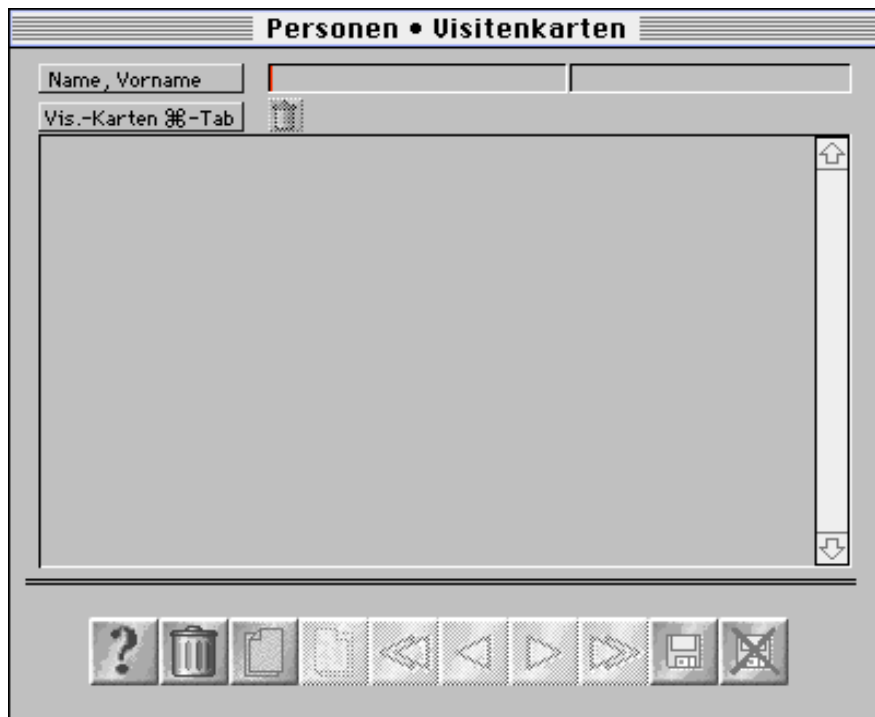 Personen • Visitenkarten
Name, Vorname
Vis.-Karten ⌘-Tab
?